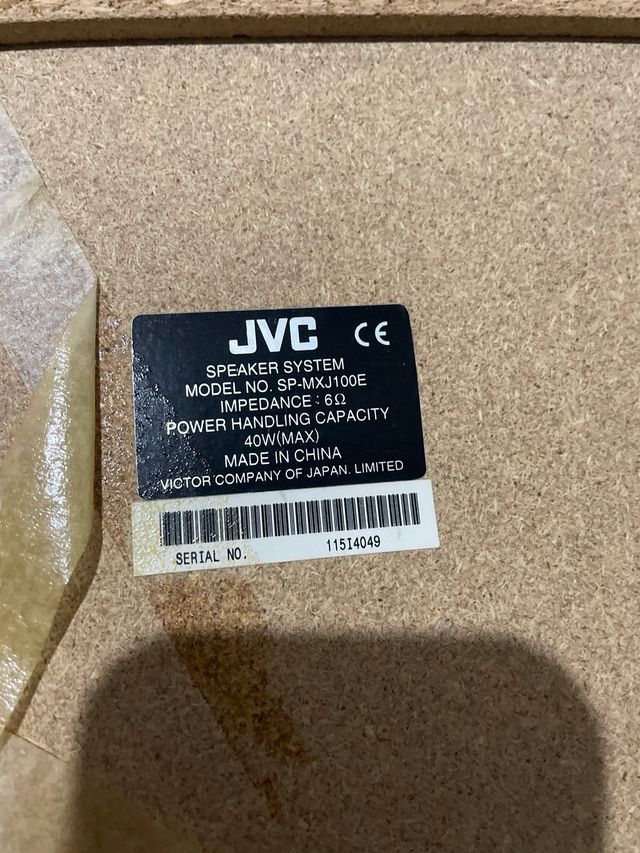 JVC CE
SPEAKER SYSTEM
MODEL NO. SP-MXJ100E
IMPEDANCE : 6Ω
POWER HANDLING CAPACITY
40W(MAX)
MADE IN CHINA
VICTOR COMPANY OF JAPAN. LIMITED
SERIAL NO. 115I4049